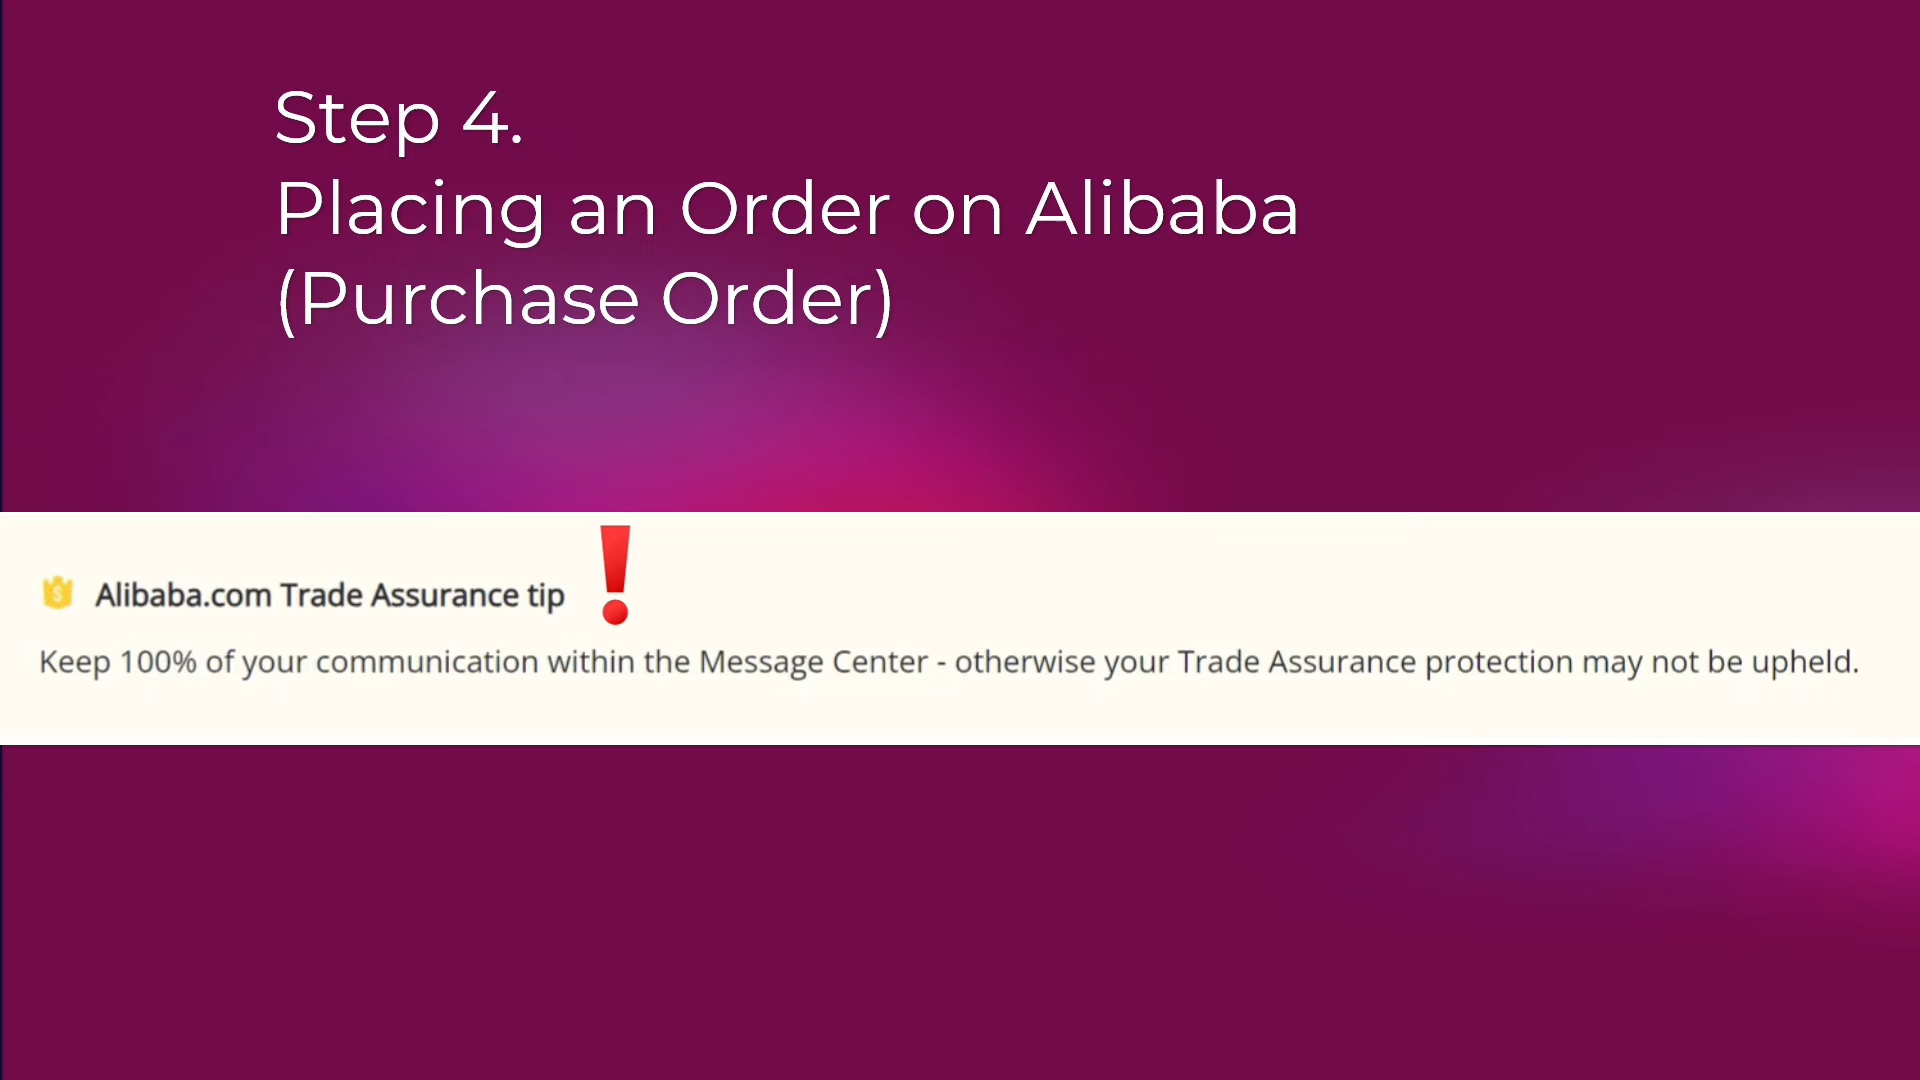 Step 4.
Placing an Order on Alibaba
(Purchase Order)
Alibaba.com Trade Assurance tip ❗
Keep 100% of your communication within the Message Center - otherwise your Trade Assurance protection may not be upheld.